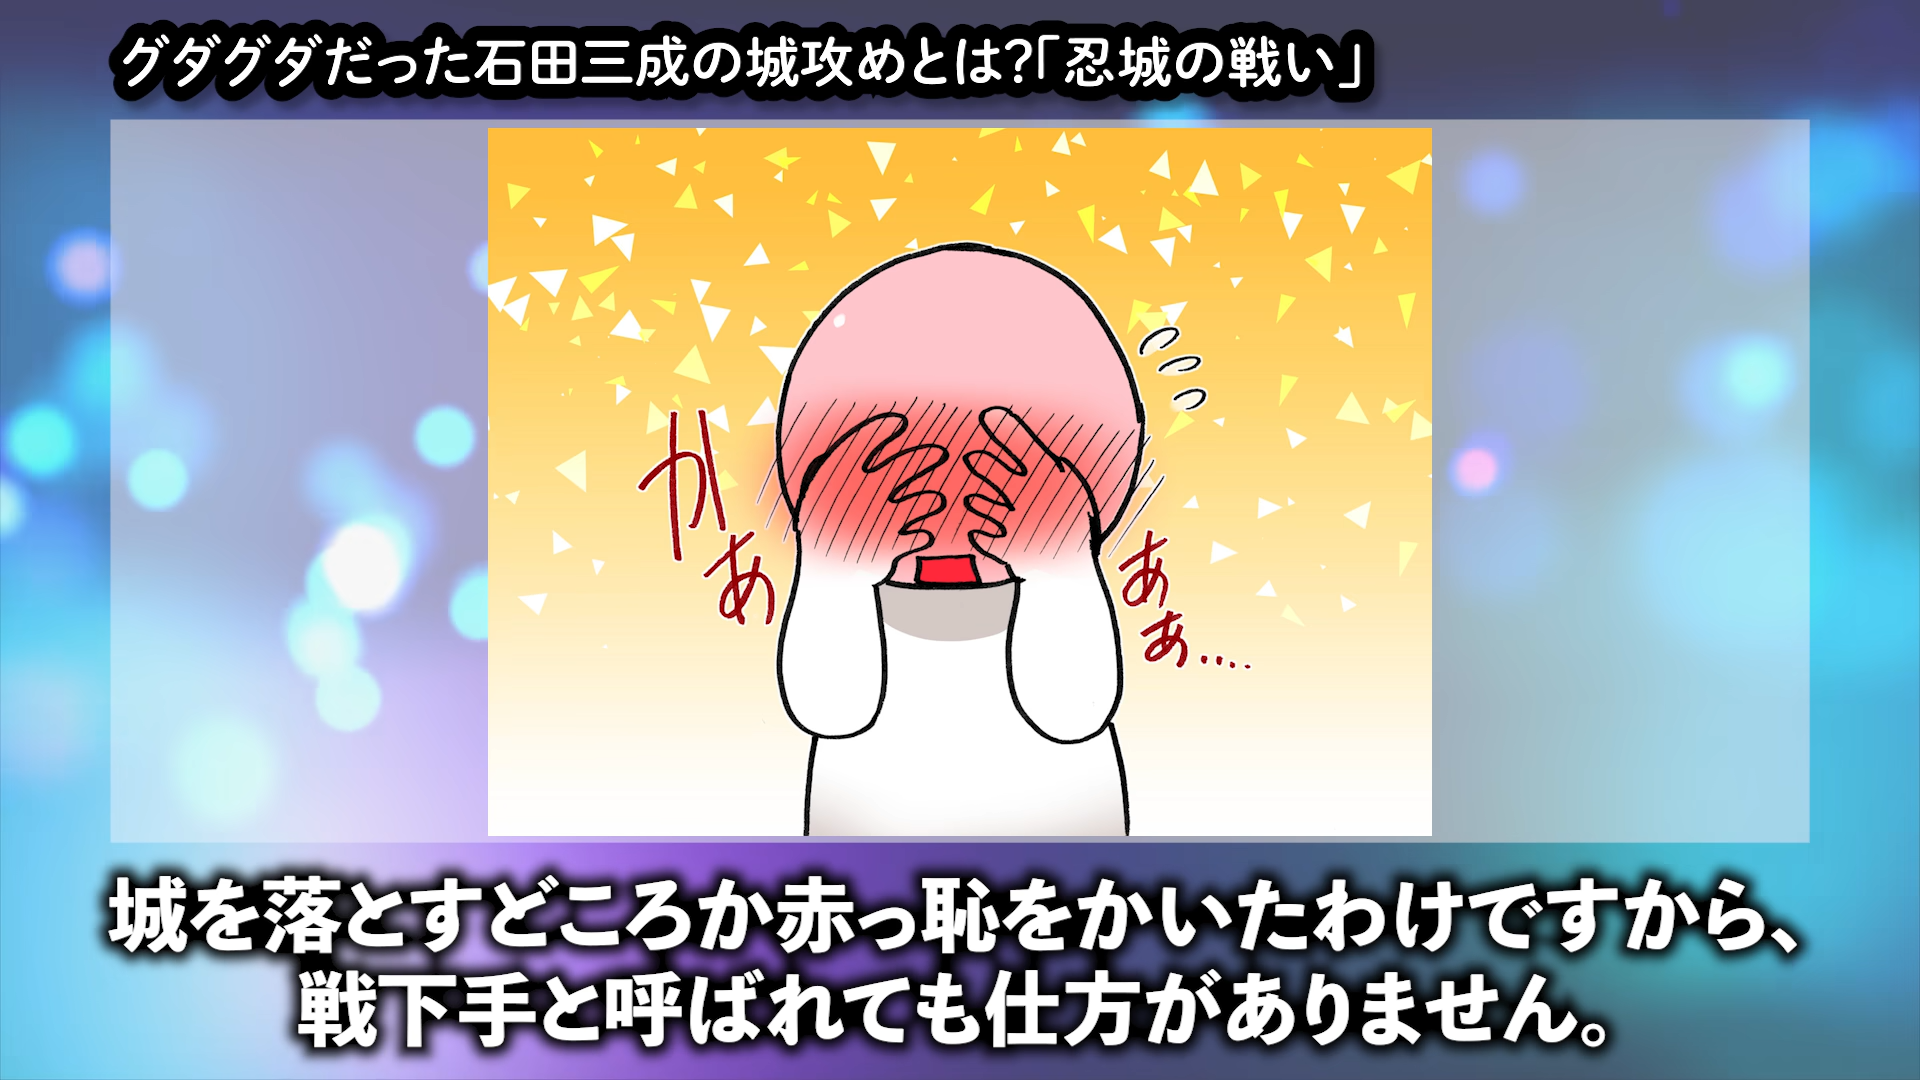 グダグダだった石田三成の城攻めとは?「忍城の戦い」
かあ
ああ‥‥
城を落とすどころか赤っ恥をかいたわけですから、
戦下手と呼ばれても仕方がありません。